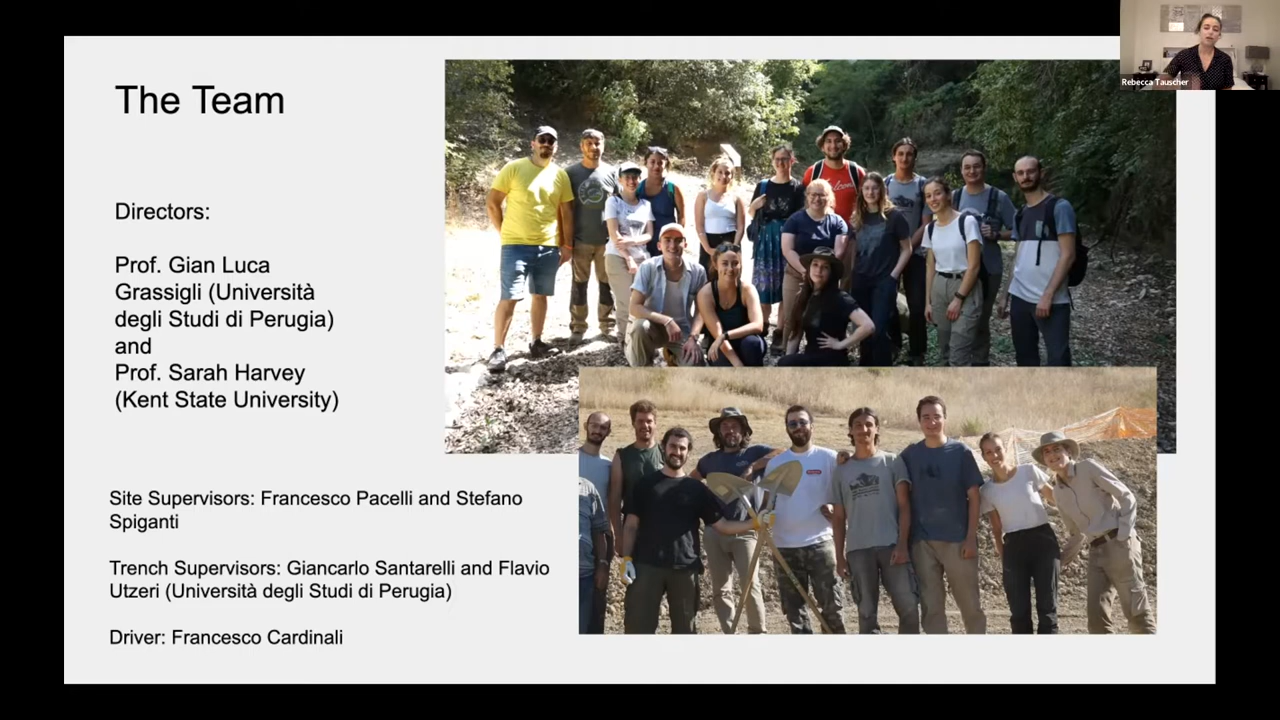 Rebecca Tauscher
The Team
Directors:
Prof. Gian Luca
Grassigli (Università
degli Studi di Perugia)
and
Prof. Sarah Harvey
(Kent State University)
Site Supervisors: Francesco Pacelli and Stefano
Spiganti
Trench Supervisors: Giancarlo Santarelli and Flavio
Utzeri (Università degli Studi di Perugia)
Driver: Francesco Cardinali